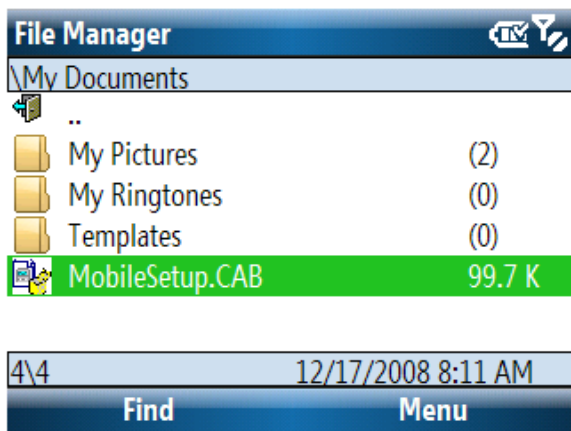 File Manager
\My Documents
..
My Pictures (2)
My Ringtones (0)
Templates (0)
MobileSetup.CAB 99.7 K
4\4 12/17/2008 8:11 AM
Find Menu